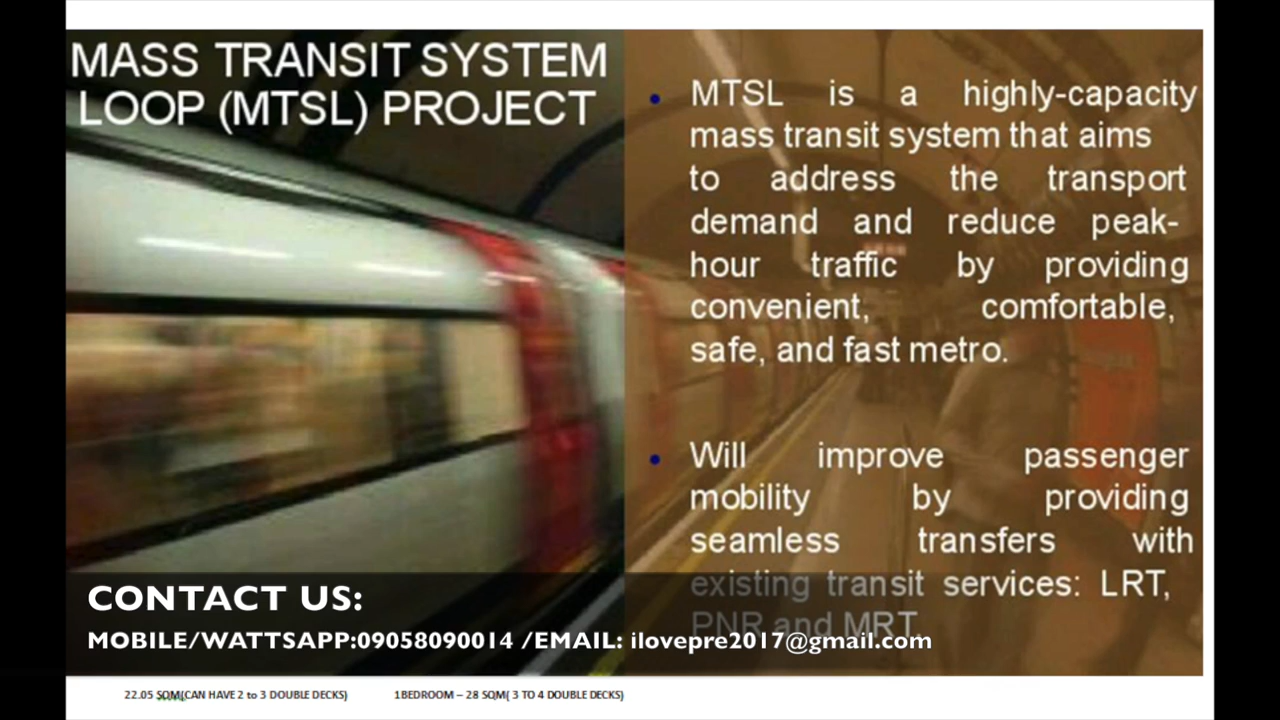 MASS TRANSIT SYSTEM
LOOP (MTSL) PROJECT
• MTSL is a highly-capacity
mass transit system that aims
to address the transport
demand and reduce peak-
hour traffic by providing
convenient, comfortable,
safe, and fast metro.
• Will improve passenger
mobility by providing
seamless transfers with
existing transit services: LRT,
PNR and MRT
CONTACT US:
MOBILE/WATTSAPP:09058090014 /EMAIL: ilovepre2017@gmail.com
22.05 SQM(CAN HAVE 2 to 3 DOUBLE DECKS) 1BEDROOM – 28 SQM( 3 TO 4 DOUBLE DECKS)